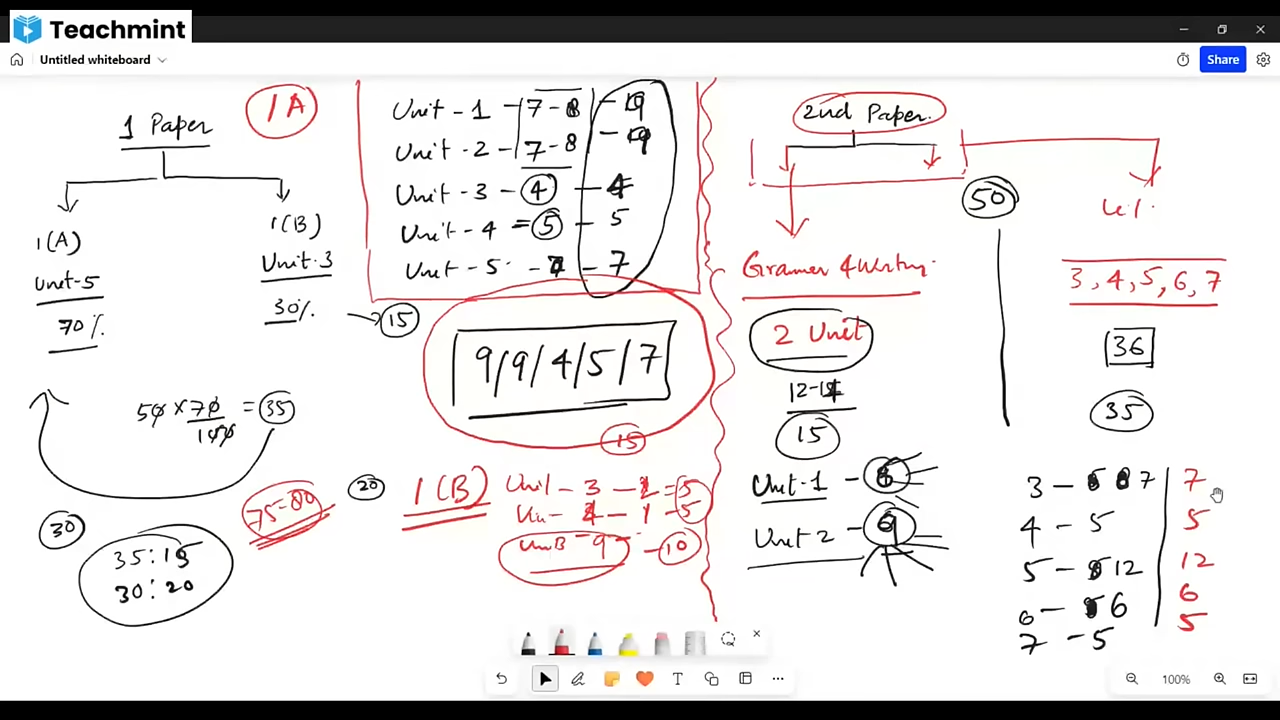 Teachmint
Untitled whiteboard
Share
1 Paper
1(A)
Unit-5
70%
1(B)
Unit-3
30%
15
50 × 70/100 = 35
30
35:15
30:20
75-80
1A
Unit-1 - 7-8 - 9
Unit-2 - 7-8 - 9
Unit-3 - 4 - 4
Unit-4 = 5 - 5
Unit-5 - 7 - 7
9/9/4/5/7
15
20
1(B)
Unit-3
- 5
- 1 - 5
- 9 - 10
2nd Paper.
50
Gramer & Writing.
2 Unit
12-14
15
Unit-1 - 6
Unit 2 - 9
Lit.
3, 4, 5, 6, 7
36
35
3 - 7 | 7
4 - 5 | 5
5 - 12 | 12
6 - 6 | 6
7 - 5 5
100%